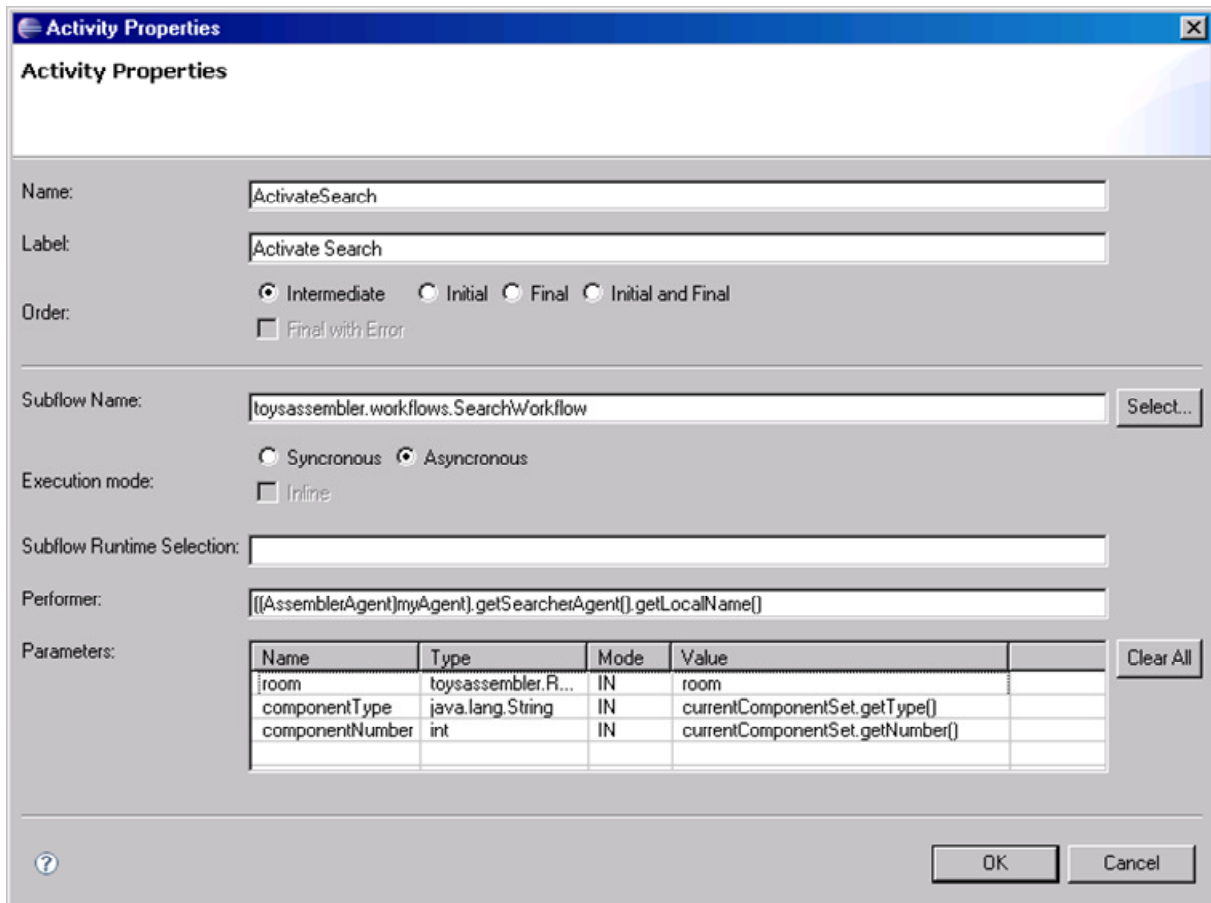 Activity Properties
Activity Properties
Name:
ActivateSearch
Label:
Activate Search
Order:
Intermediate Initial Final Initial and Final
Final with Error
Subflow Name:
toysassembler.workflows.SearchWorkflow
Select...
Execution mode:
Syncronous Asyncronous
Inline
Subflow Runtime Selection:
Performer:
((AssemblerAgent)myAgent).getSearcherAgent().getLocalName()
Parameters:
Name Type Mode Value
Clear All
room toysassembler.R... IN room
componentType java.lang.String IN currentComponentSet.getType()
componentNumber int IN currentComponentSet.getNumber()
?
OK
Cancel